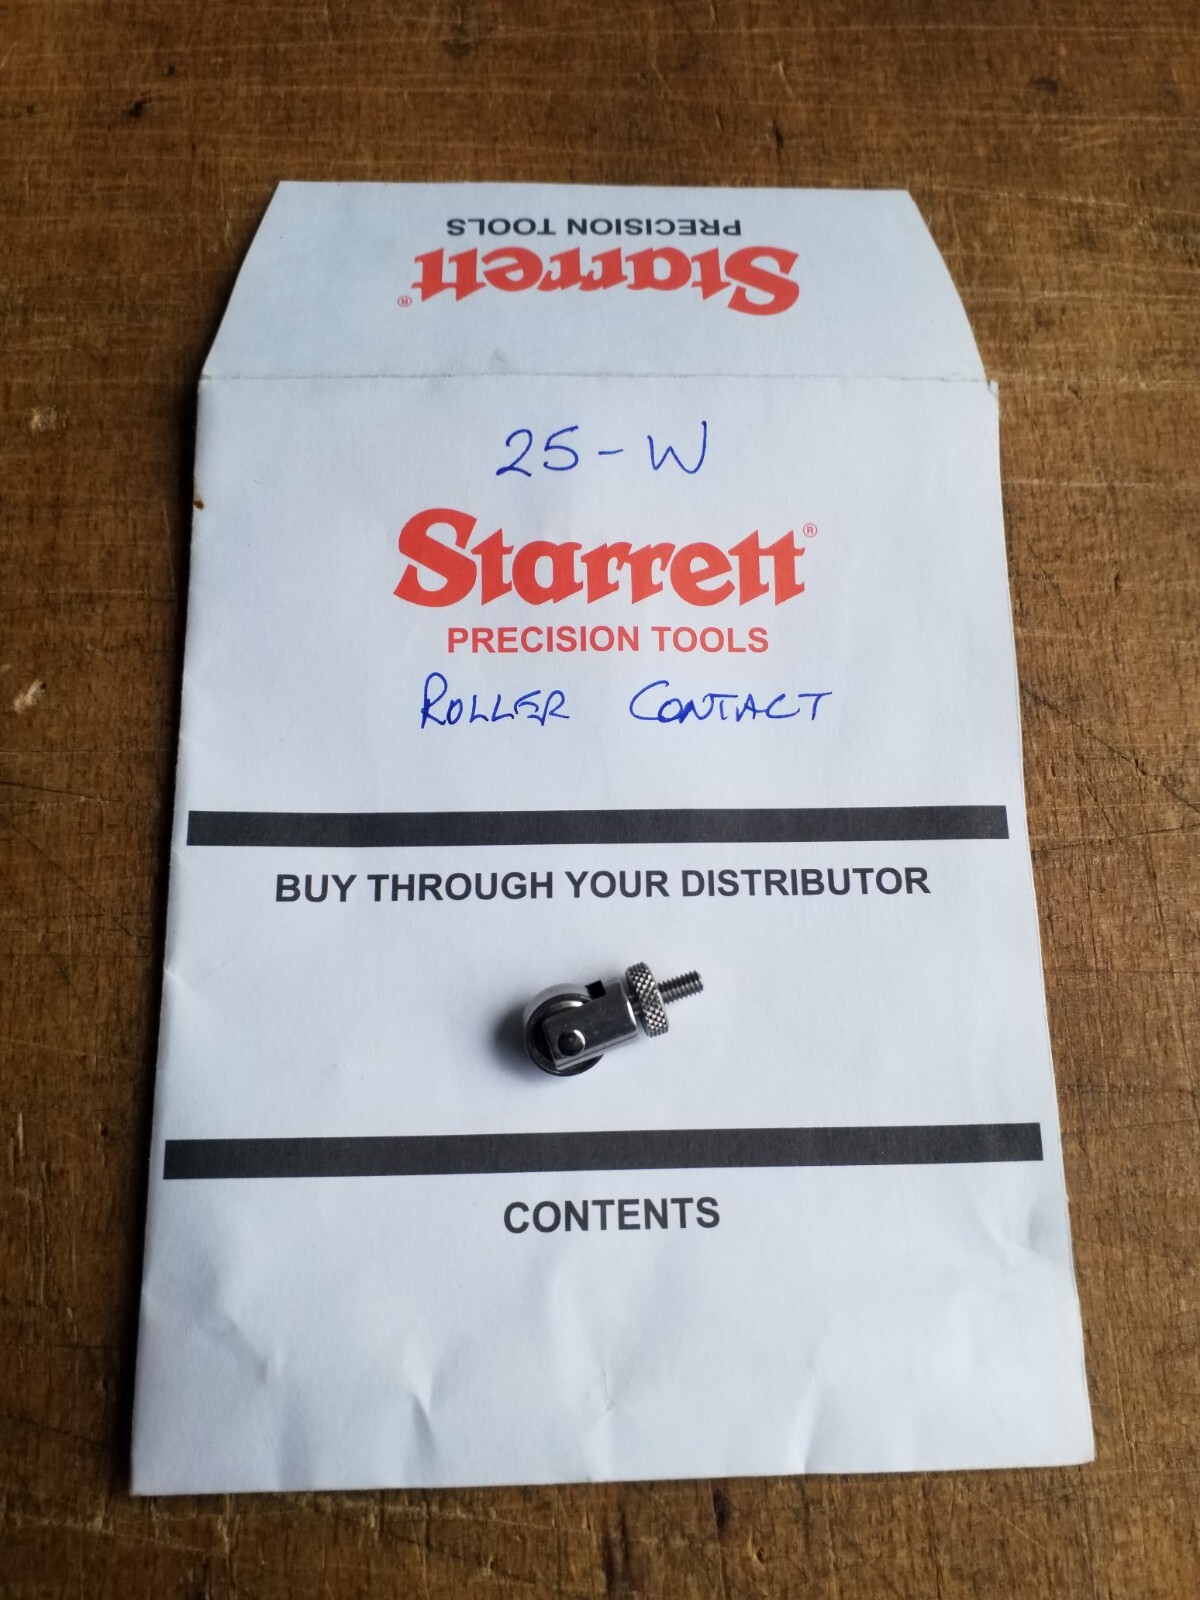 PRECISION TOOLS
Starrett®
25-W
Starrett®
PRECISION TOOLS
ROLLER CONTACT
BUY THROUGH YOUR DISTRIBUTOR
CONTENTS